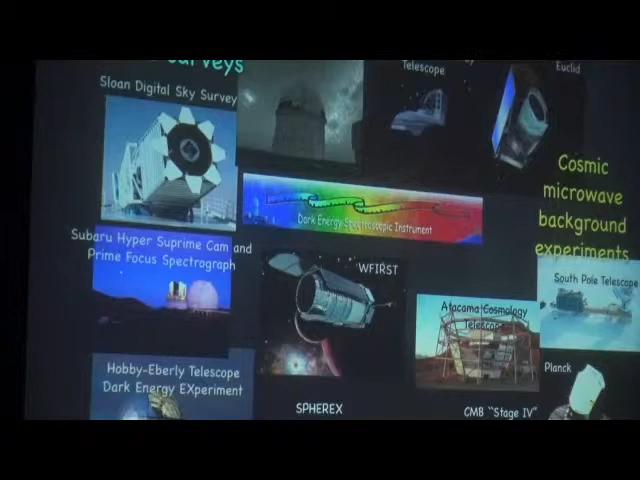 surveys
Sloan Digital Sky Survey
Telescope
Euclid
Cosmic
microwave
background
experiments
Dark Energy Spectroscopic Instrument
Subaru Hyper Suprime Cam and
Prime Focus Spectrograph
WFIRST
South Pole Telescope
Atacama Cosmology
Telescope
Hobby-Eberly Telescope
Dark Energy EXperiment
Planck
SPHEREX
CMB "Stage IV"